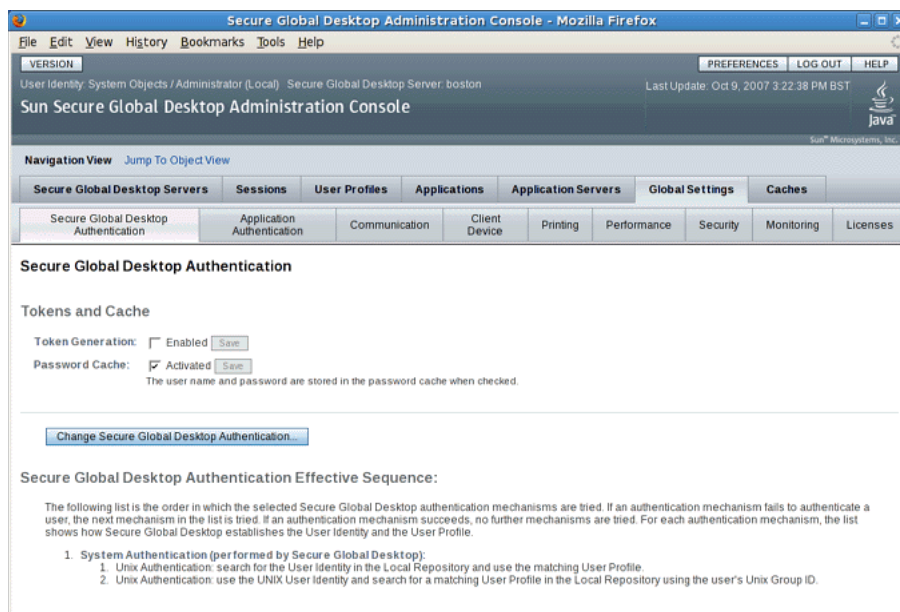 Secure Global Desktop Administration Console - Mozilla Firefox
File Edit View History Bookmarks Tools Help
VERSION PREFERENCES LOG OUT HELP
User Identity: System Objects / Administrator (Local) Secure Global Desktop Server: boston Last Update: Oct 9, 2007 3:22:38 PM BST
Sun Secure Global Desktop Administration Console
Java
Sun™ Microsystems, Inc.
Navigation View Jump To Object View
Secure Global Desktop Servers Sessions User Profiles Applications Application Servers Global Settings Caches
Secure Global Desktop Authentication Application Authentication Communication Client Device Printing Performance Security Monitoring Licenses
Secure Global Desktop Authentication
Tokens and Cache
Token Generation: Enabled Save
Password Cache: Activated Save
The user name and password are stored in the password cache when checked.
Change Secure Global Desktop Authentication...
Secure Global Desktop Authentication Effective Sequence:
The following list is the order in which the selected Secure Global Desktop authentication mechanisms are tried. If an authentication mechanism fails to authenticate a
user, the next mechanism in the list is tried. If an authentication mechanism succeeds, no further mechanisms are tried. For each authentication mechanism, the list
shows how Secure Global Desktop establishes the User Identity and the User Profile.
1. System Authentication (performed by Secure Global Desktop):
1. Unix Authentication: search for the User Identity in the Local Repository and use the matching User Profile.
2. Unix Authentication: use the UNIX User Identity and search for a matching User Profile in the Local Repository using the user's Unix Group ID.